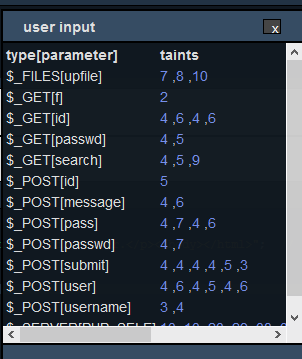 user input x
type[parameter] taints
$_FILES[upfile] 7 ,8 ,10
$_GET[f] 2
$_GET[id] 4 ,6 ,4 ,6
$_GET[passwd] 4 ,5
$_GET[search] 4 ,5 ,9
$_POST[id] 5
$_POST[message] 4 ,6
$_POST[pass] 4 ,7 ,4 ,6
$_POST[passwd] 4 ,7
$_POST[submit] 4 ,4 ,4 ,4 ,5 ,3
$_POST[user] 4 ,6 ,4 ,5 ,4 ,6
$_POST[username] 3 ,4
$_SERVER[PHP_SELF]